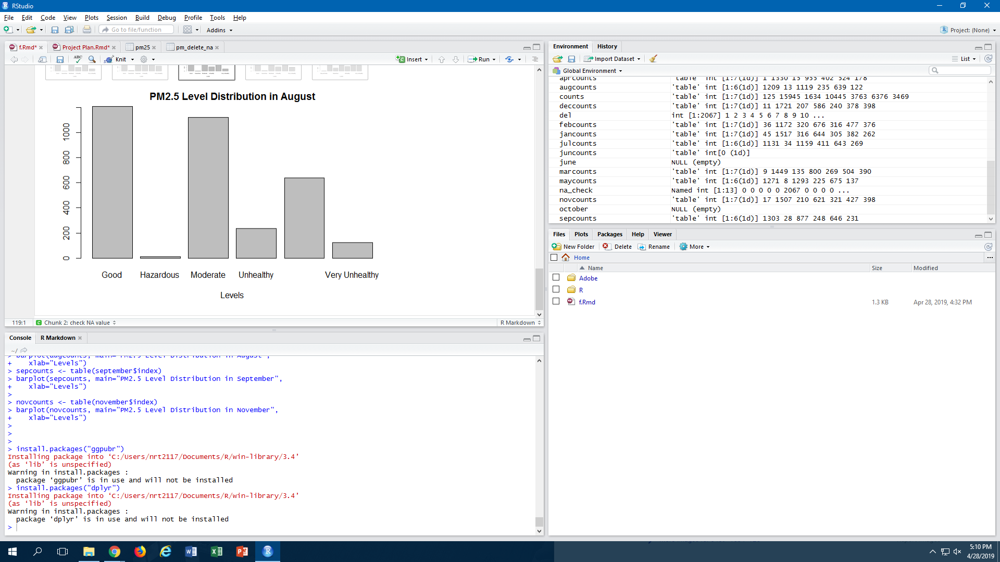 RStudio
File Edit Code View Plots Session Build Debug Profile Tools Help
Go to file/function Addins Project: (None)
f.Rmd* Project Plan.Rmd* pm25 pm_delete_na
ABC Knit Insert Run
PM2.5 Level Distribution in August
1000
800
600
400
200
0
Good Hazardous Moderate Unhealthy Very Unhealthy
Levels
119:1 Chunk 2: check NA value R Markdown
Console R Markdown
~/
> barplot(augcounts, main="PM2.5 Level Distribution in August",
+    xlab="Levels")
> sepcounts <- table(september$index)
> barplot(sepcounts, main="PM2.5 Level Distribution in September",
+    xlab="Levels")
>
> novcounts <- table(november$index)
> barplot(novcounts, main="PM2.5 Level Distribution in November",
+    xlab="Levels")
>
>
>
> install.packages("ggpubr")
Installing package into ‘C:/Users/nrt2117/Documents/R/win-library/3.4’
(as ‘lib’ is unspecified)
Warning in install.packages :
  package ‘ggpubr’ is in use and will not be installed
> install.packages("dplyr")
Installing package into ‘C:/Users/nrt2117/Documents/R/win-library/3.4’
(as ‘lib’ is unspecified)
Warning in install.packages :
  package ‘dplyr’ is in use and will not be installed
>
Environment History
Import Dataset List
Global Environment
aprcounts 'table' int [1:7(1d)] 1 1330 15 955 402 524 178
augcounts 'table' int [1:6(1d)] 1209 13 1119 235 639 122
counts 'table' int [1:7(1d)] 125 15945 1634 10445 3763 6376 3469
deccounts 'table' int [1:7(1d)] 11 1721 207 586 240 378 398
del int [1:2067] 1 2 3 4 5 6 7 8 9 10 ...
febcounts 'table' int [1:7(1d)] 36 1172 320 676 316 477 376
jancounts 'table' int [1:7(1d)] 45 1517 316 644 305 382 262
julcounts 'table' int [1:6(1d)] 1131 34 1159 411 643 269
juncounts 'table' int[0 (1d)]
june NULL (empty)
marcounts 'table' int [1:7(1d)] 9 1449 135 800 269 504 390
maycounts 'table' int [1:6(1d)] 1271 8 1293 225 675 137
na_check Named int [1:13] 0 0 0 0 0 2067 0 0 0 0 ...
novcounts 'table' int [1:7(1d)] 17 1507 210 621 321 427 398
october NULL (empty)
sepcounts 'table' int [1:6(1d)] 1303 28 877 248 646 231
Files Plots Packages Help Viewer
New Folder Delete Rename More
Home ...
Name Size Modified
Adobe
R
f.Rmd 1.3 KB Apr 28, 2019, 4:32 PM
5:10 PM
4/28/2019